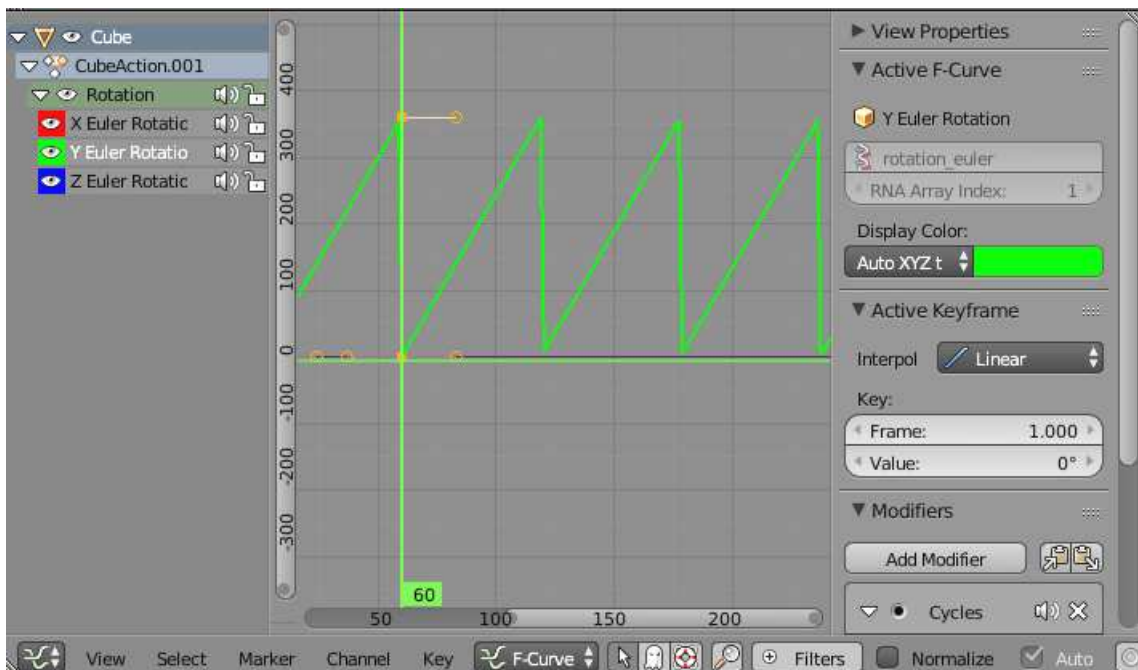 Cube
CubeAction.001
Rotation
X Euler Rotatic
Y Euler Rotatio
Z Euler Rotatic
400
300
200
100
0
-100
-200
-300
60
50 100 150 200
View Properties
Active F-Curve
Y Euler Rotation
rotation_euler
RNA Array Index: 1
Display Color:
Auto XYZ t
Active Keyframe
Interpol Linear
Key:
Frame: 1.000
Value: 0°
Modifiers
Add Modifier
Cycles
View Select Marker Channel Key F-Curve Filters Normalize Auto